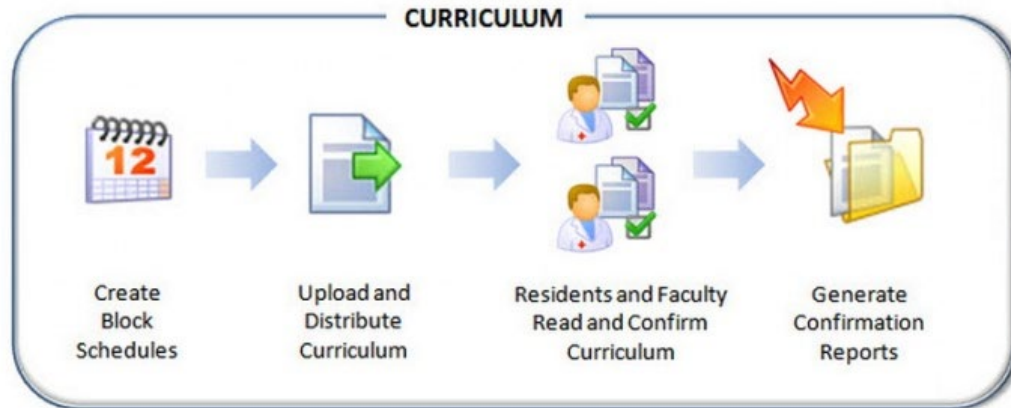 CURRICULUM
12
Create
Block
Schedules
Upload and
Distribute
Curriculum
Residents and Faculty
Read and Confirm
Curriculum
Generate
Confirmation
Reports